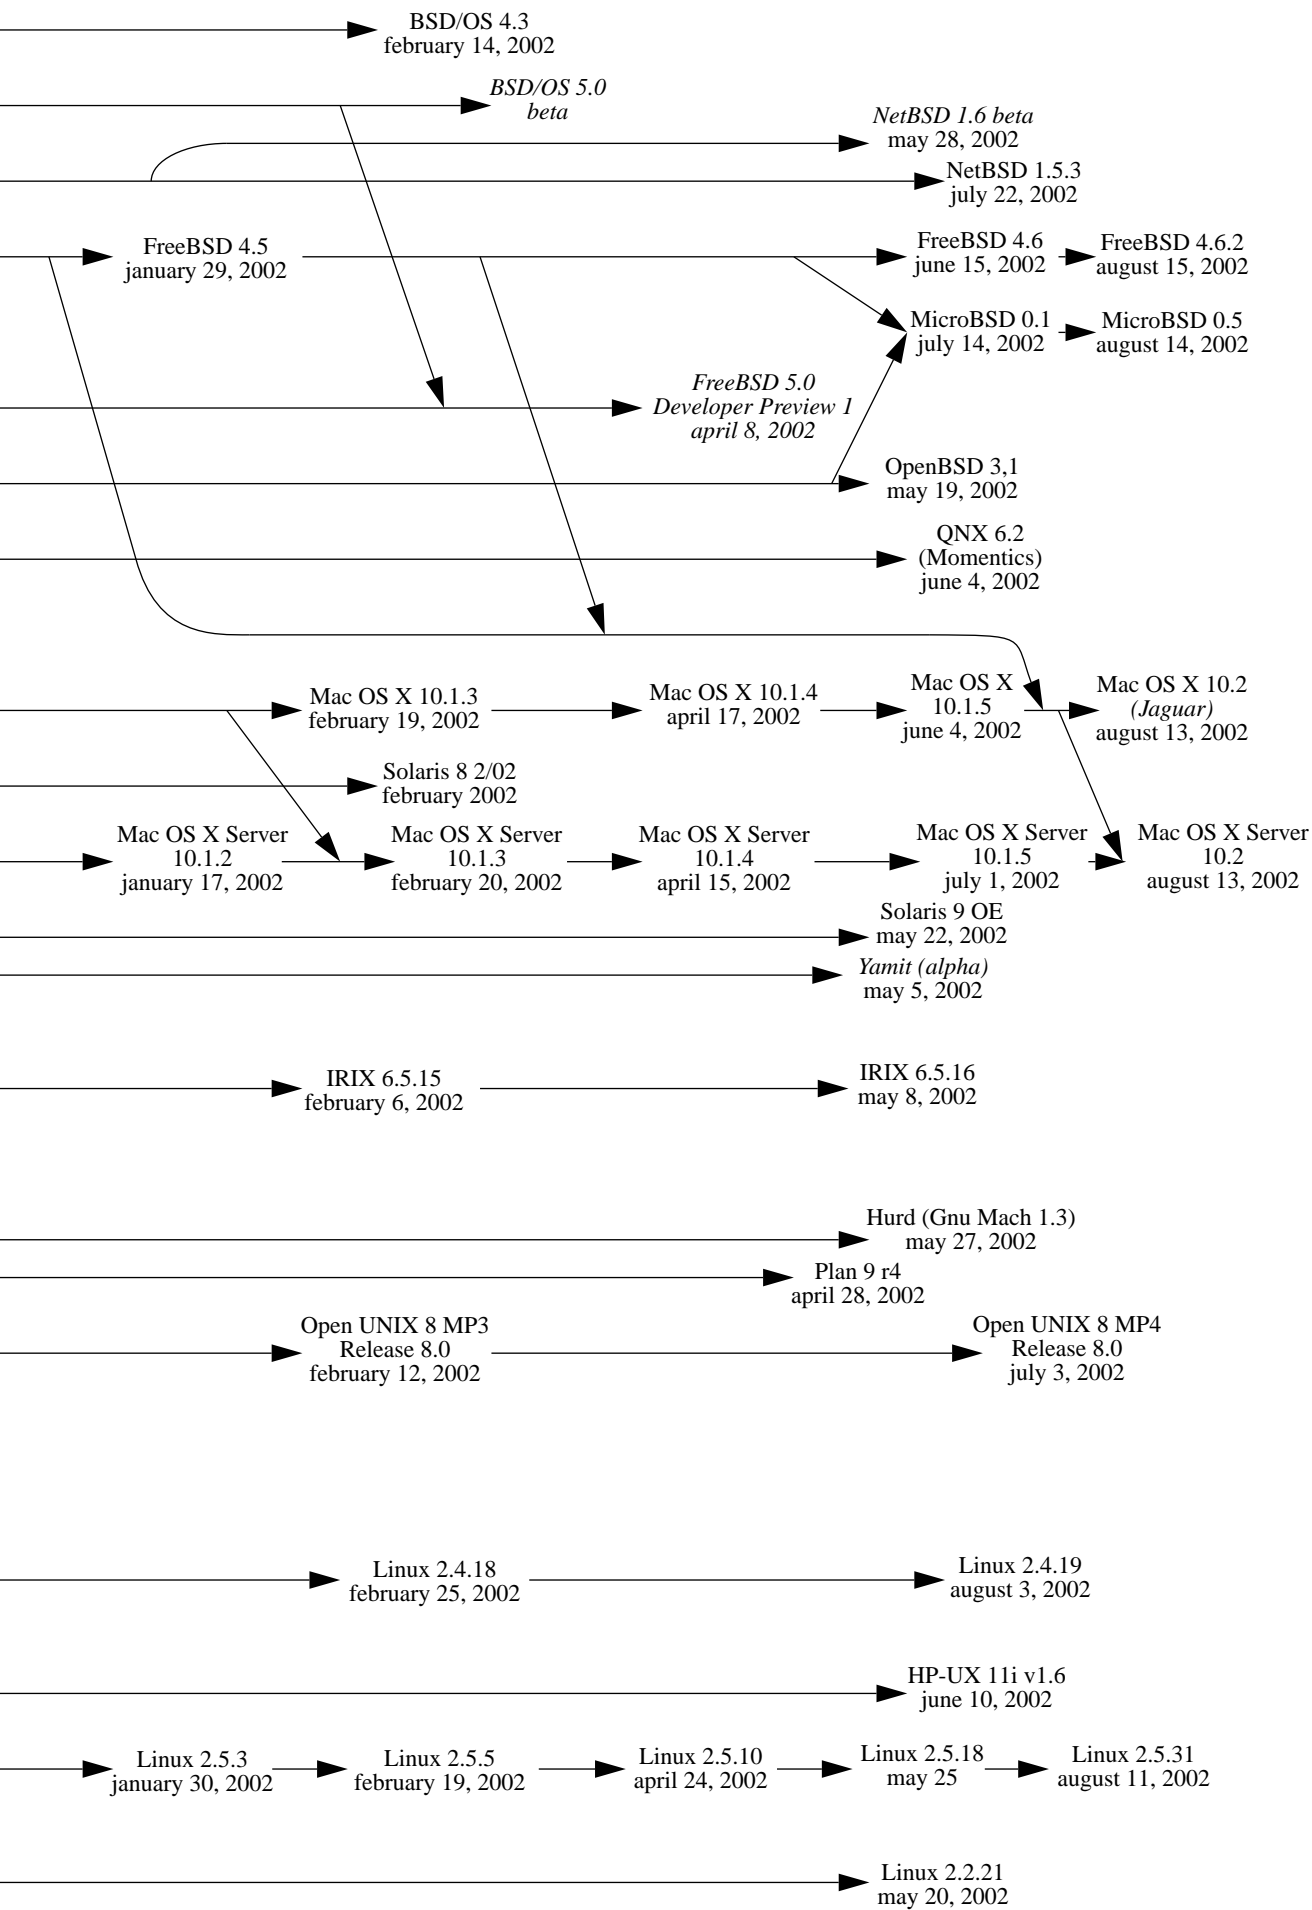 BSD/OS 4.3
february 14, 2002
BSD/OS 5.0
beta
NetBSD 1.6 beta
may 28, 2002
NetBSD 1.5.3
july 22, 2002
FreeBSD 4.5
january 29, 2002
FreeBSD 4.6
june 15, 2002
FreeBSD 4.6.2
august 15, 2002
MicroBSD 0.1
july 14, 2002
MicroBSD 0.5
august 14, 2002
FreeBSD 5.0
Developer Preview 1
april 8, 2002
OpenBSD 3,1
may 19, 2002
QNX 6.2
(Momentics)
june 4, 2002
Mac OS X 10.1.3
february 19, 2002
Mac OS X 10.1.4
april 17, 2002
Mac OS X
10.1.5
june 4, 2002
Mac OS X 10.2
(Jaguar)
august 13, 2002
Solaris 8 2/02
february 2002
Mac OS X Server
10.1.2
january 17, 2002
Mac OS X Server
10.1.3
february 20, 2002
Mac OS X Server
10.1.4
april 15, 2002
Mac OS X Server
10.1.5
july 1, 2002
Mac OS X Server
10.2
august 13, 2002
Solaris 9 OE
may 22, 2002
Yamit (alpha)
may 5, 2002
IRIX 6.5.15
february 6, 2002
IRIX 6.5.16
may 8, 2002
Hurd (Gnu Mach 1.3)
may 27, 2002
Plan 9 r4
april 28, 2002
Open UNIX 8 MP3
Release 8.0
february 12, 2002
Open UNIX 8 MP4
Release 8.0
july 3, 2002
Linux 2.4.18
february 25, 2002
Linux 2.4.19
august 3, 2002
HP-UX 11i v1.6
june 10, 2002
Linux 2.5.3
january 30, 2002
Linux 2.5.5
february 19, 2002
Linux 2.5.10
april 24, 2002
Linux 2.5.18
may 25
Linux 2.5.31
august 11, 2002
Linux 2.2.21
may 20, 2002